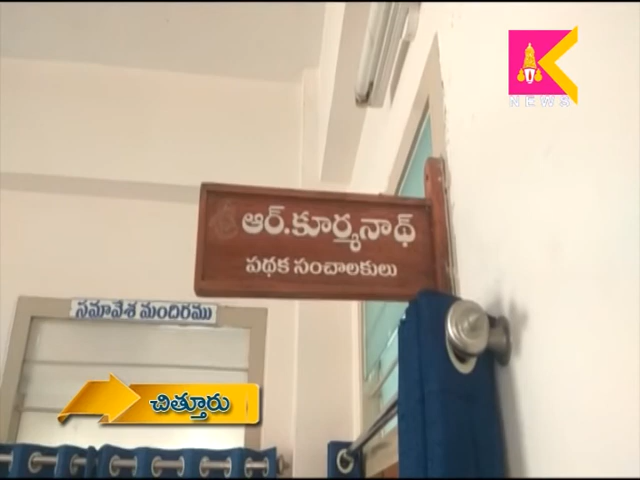 K
NEWS
ఆర్.కూర్మనాథ్
పథక సంచాలకులు
సమావేశ మందిరము
చిత్తూరు